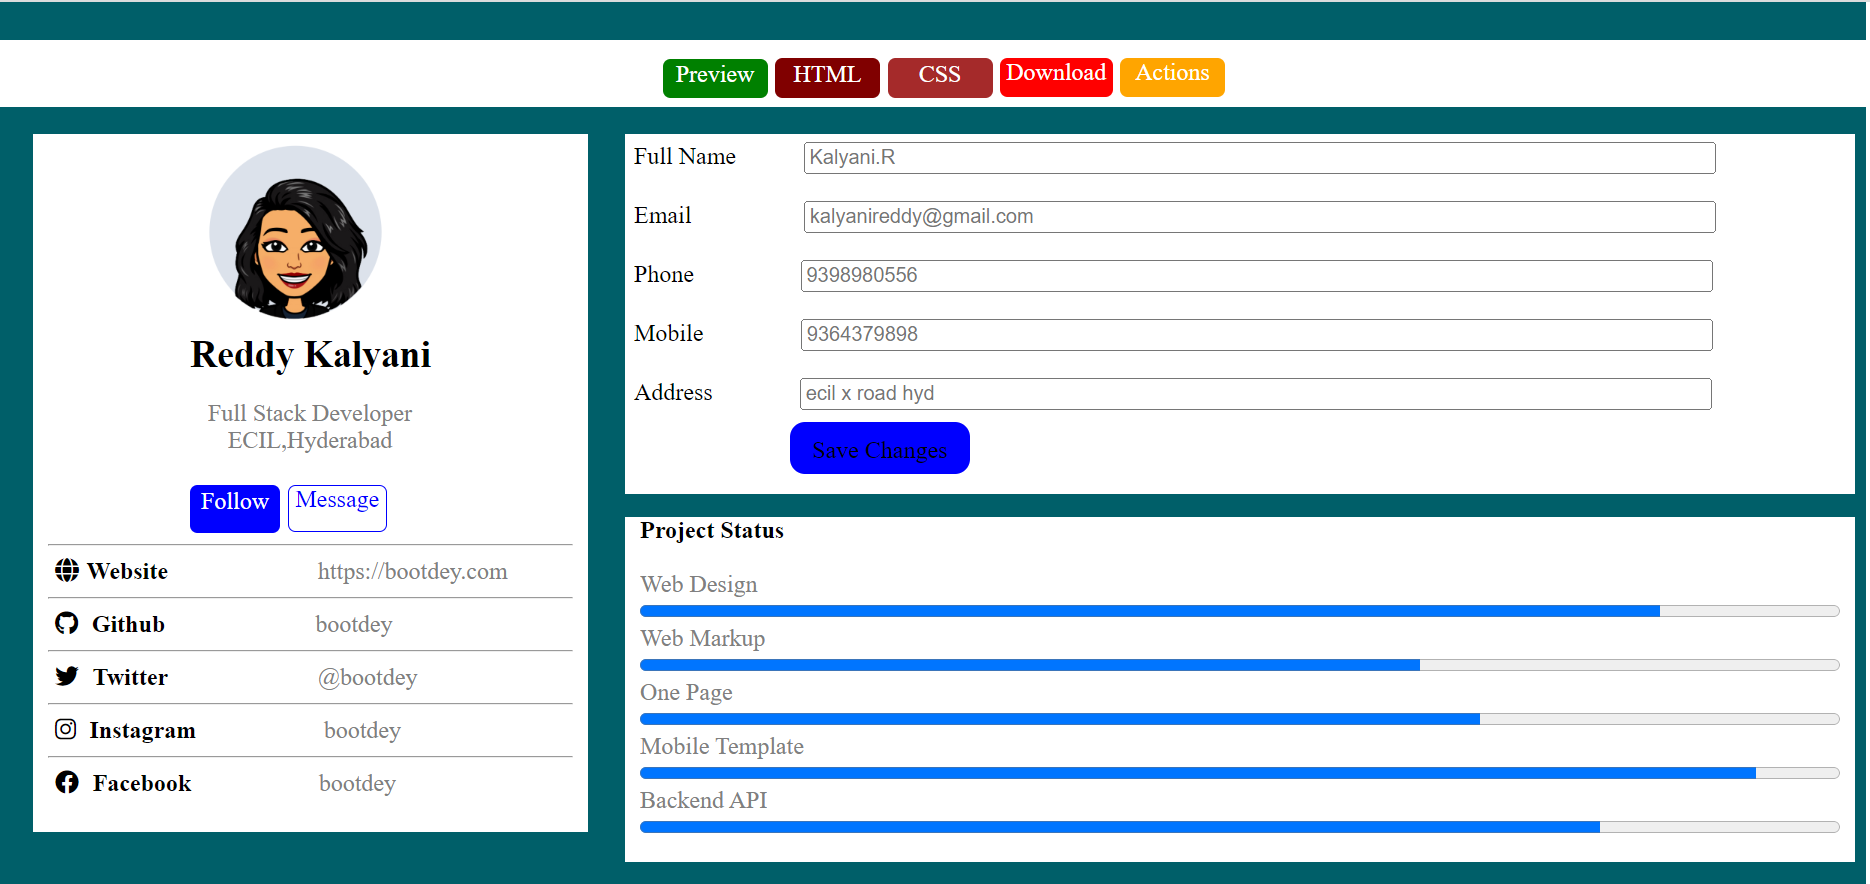 Preview HTML CSS Download Actions
Reddy Kalyani
Full Stack Developer
ECIL,Hyderabad
Follow Message
Website https://bootdey.com
Github bootdey
Twitter @bootdey
Instagram bootdey
Facebook bootdey
Full Name Kalyani.R
Email kalyanireddy@gmail.com
Phone 9398980556
Mobile 9364379898
Address ecil x road hyd
Save Changes
Project Status
Web Design
Web Markup
One Page
Mobile Template
Backend API